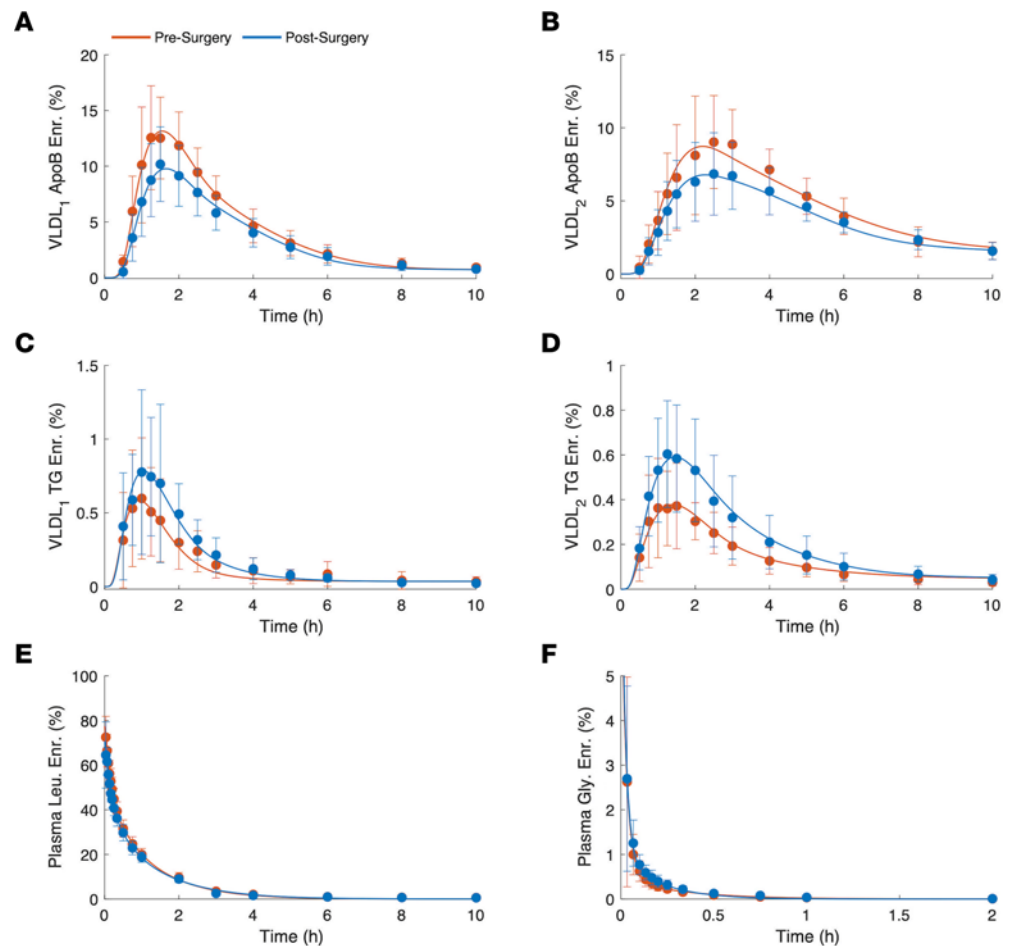 A
B
Pre-Surgery
Post-Surgery
VLDL1 ApoB Enr. (%)
20
15
10
5
0
0 2 4 6 8 10
Time (h)
VLDL2 ApoB Enr. (%)
15
10
5
0
0 2 4 6 8 10
Time (h)
C
D
VLDL1 TG Enr. (%)
1.5
1
0.5
0
0 2 4 6 8 10
Time (h)
VLDL2 TG Enr. (%)
1
0.8
0.6
0.4
0.2
0
0 2 4 6 8 10
Time (h)
E
F
Plasma Leu. Enr. (%)
100
80
60
40
20
0
0 2 4 6 8 10
Time (h)
Plasma Gly. Enr. (%)
5
4
3
2
1
0
0 0.5 1 1.5 2
Time (h)